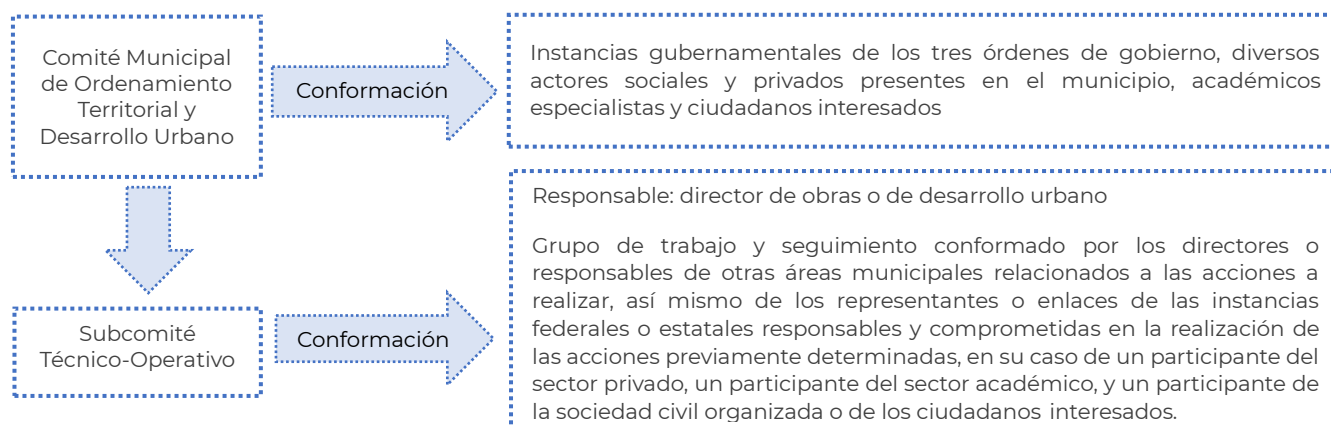 Comité Municipal
de Ordenamiento
Territorial y
Desarrollo Urbano
Conformación
Instancias gubernamentales de los tres órdenes de gobierno, diversos
actores sociales y privados presentes en el municipio, académicos
especialistas y ciudadanos interesados
Subcomité
Técnico-Operativo
Conformación
Responsable: director de obras o de desarrollo urbano
Grupo de trabajo y seguimiento conformado por los directores o
responsables de otras áreas municipales relacionados a las acciones a
realizar, así mismo de los representantes o enlaces de las instancias
federales o estatales responsables y comprometidas en la realización de
las acciones previamente determinadas, en su caso de un participante del
sector privado, un participante del sector académico, y un participante de
la sociedad civil organizada o de los ciudadanos interesados.